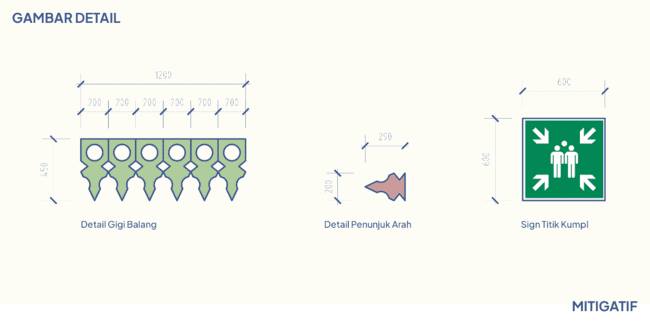 GAMBAR DETAIL
1200
200 200 200 200 200 200
450
Detail Gigi Balang
290
200
Detail Penunjuk Arah
600
600
Sign Titik Kumpl
MITIGATIF